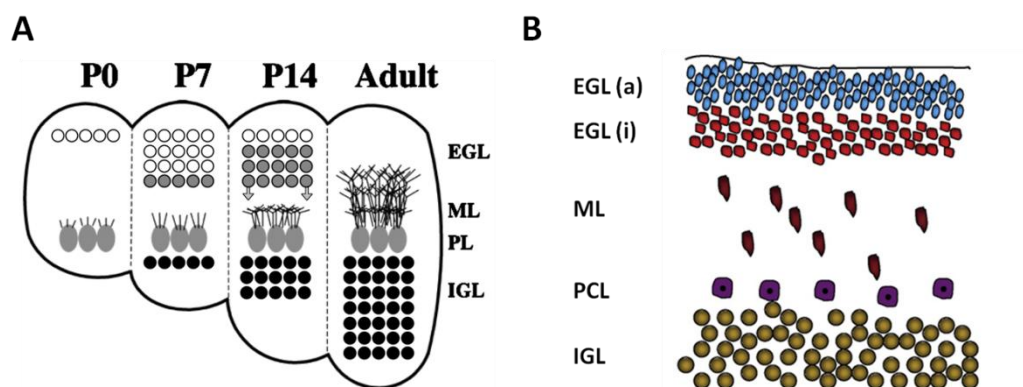 A
P0 P7 P14 Adult
EGL
ML
PL
IGL
B
EGL (a)
EGL (i)
ML
PCL
IGL